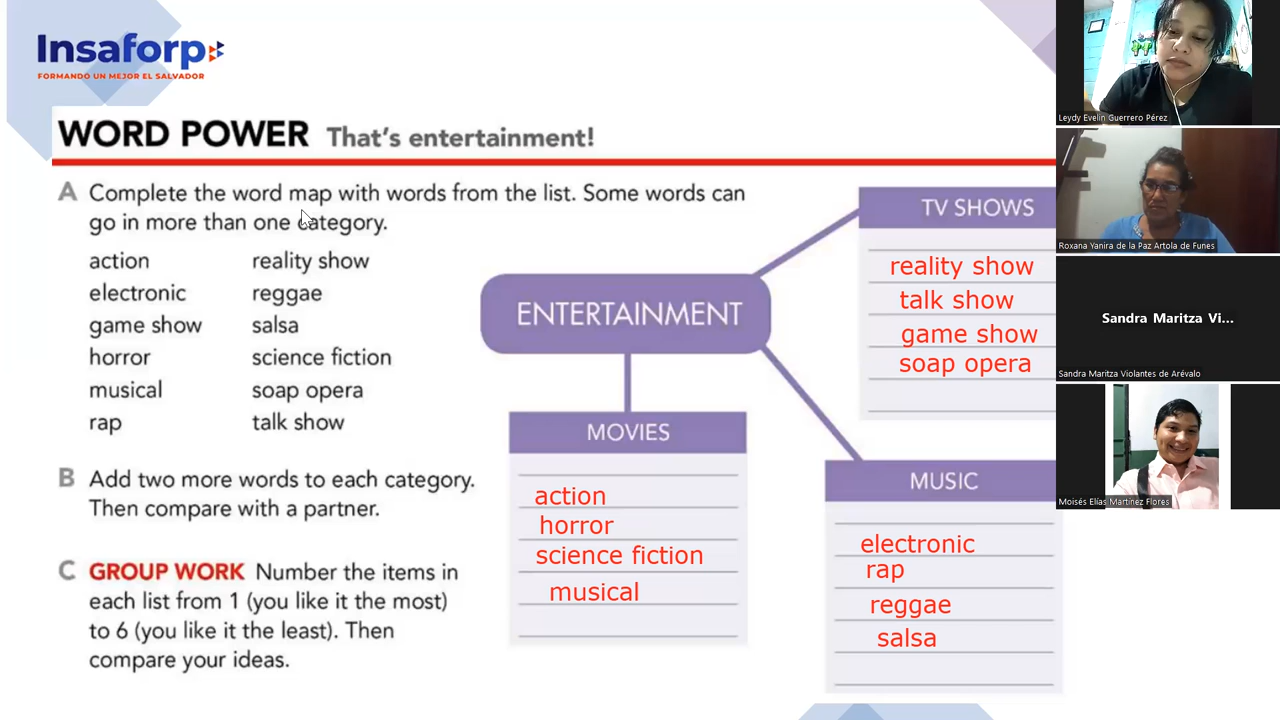 Insaforp
FORMANDO UN MEJOR EL SALVADOR
WORD POWER That's entertainment!
A Complete the word map with words from the list. Some words can
go in more than one category.
action reality show
electronic reggae
game show salsa
horror science fiction
musical soap opera
rap talk show
B Add two more words to each category.
Then compare with a partner.
C GROUP WORK Number the items in
each list from 1 (you like it the most)
to 6 (you like it the least). Then
compare your ideas.
ENTERTAINMENT
TV SHOWS
reality show
talk show
game show
soap opera
MOVIES
action
horror
science fiction
musical
MUSIC
electronic
rap
reggae
salsa
Leydy Evelin Guerrero Pérez
Roxana Yanira de la Paz Artola de Funes
Sandra Maritza Vi...
Sandra Maritza Violantes de Arévalo
Moisés Elías Martínez Flores